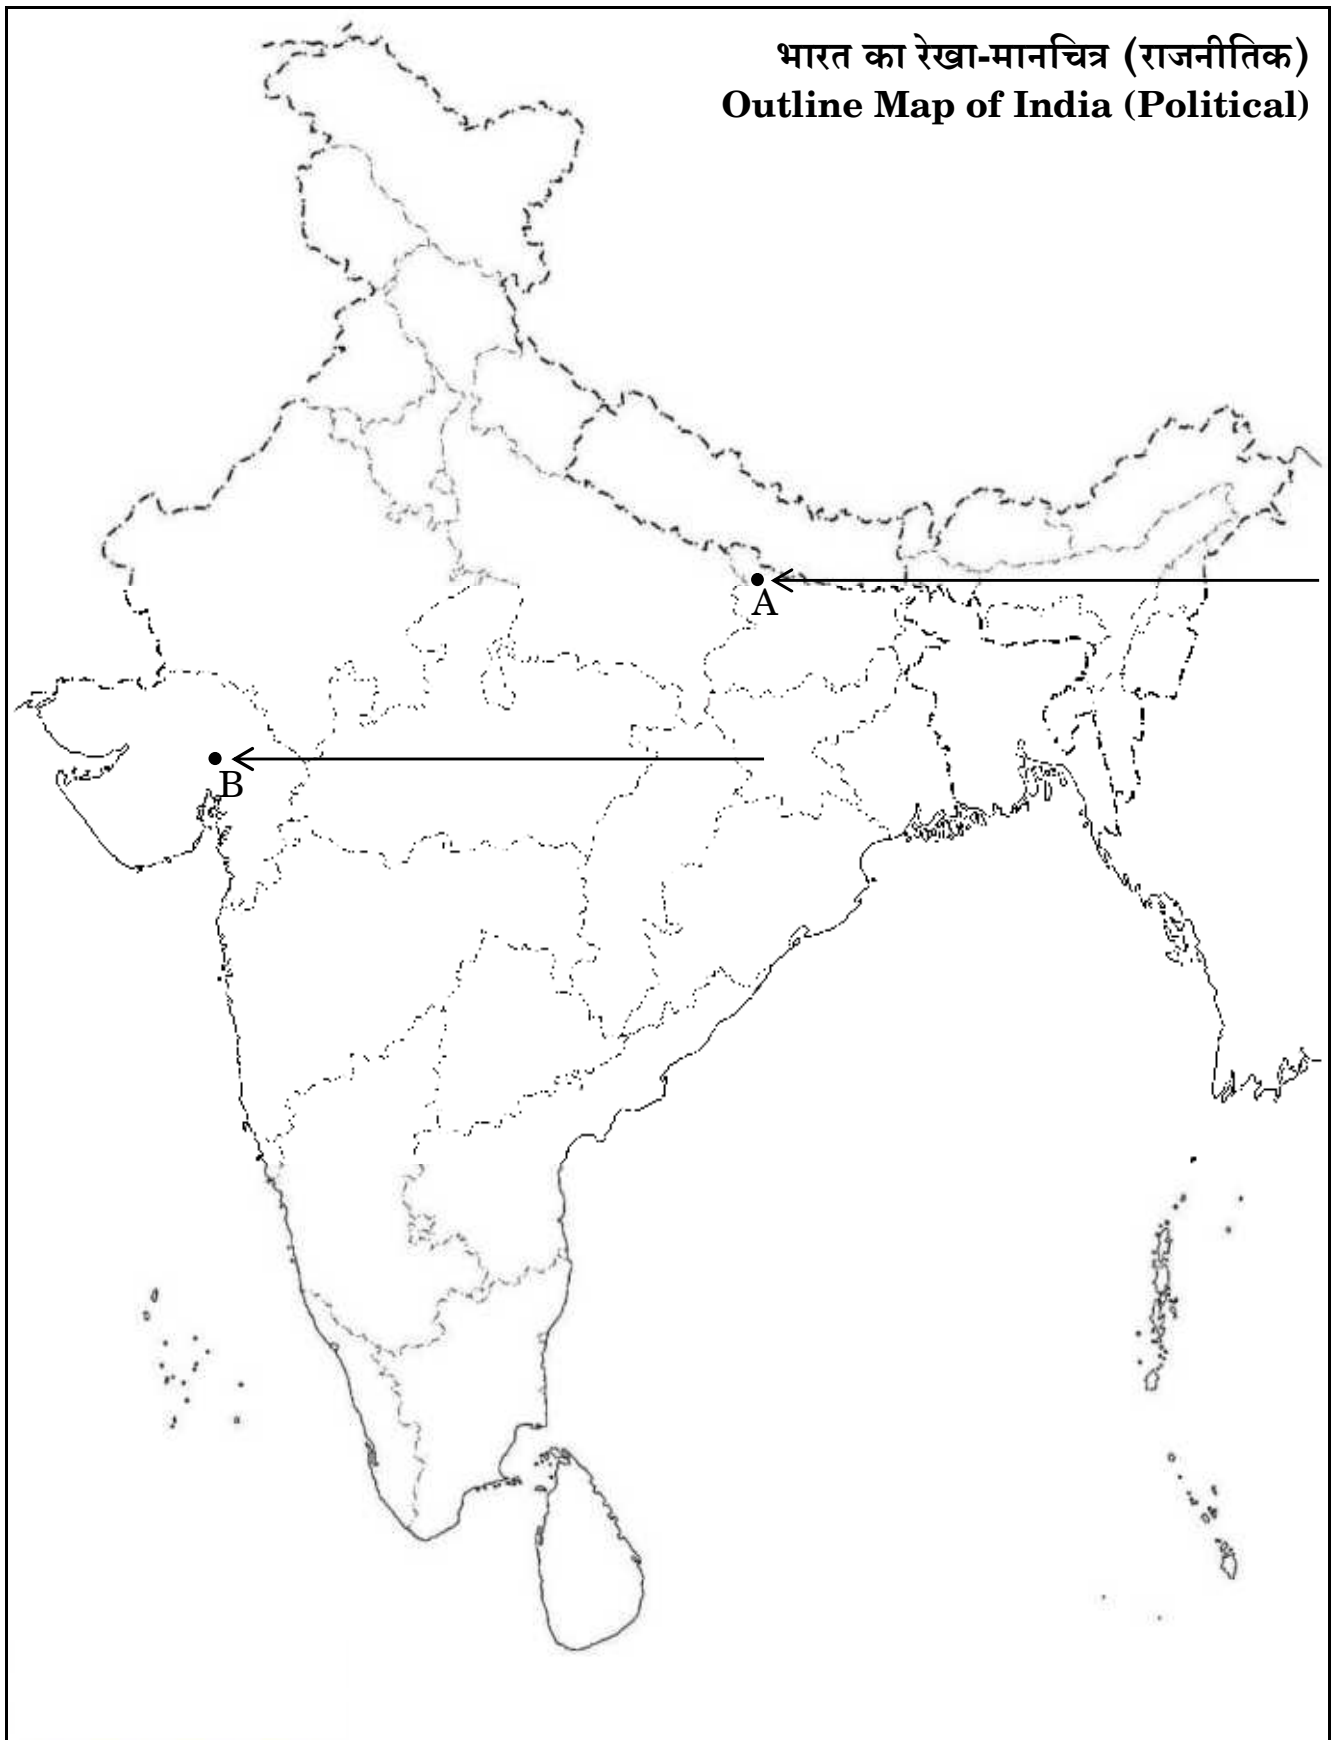 भारत का रेखा-मानचित्र (राजनीतिक)
Outline Map of India (Political)
A
B